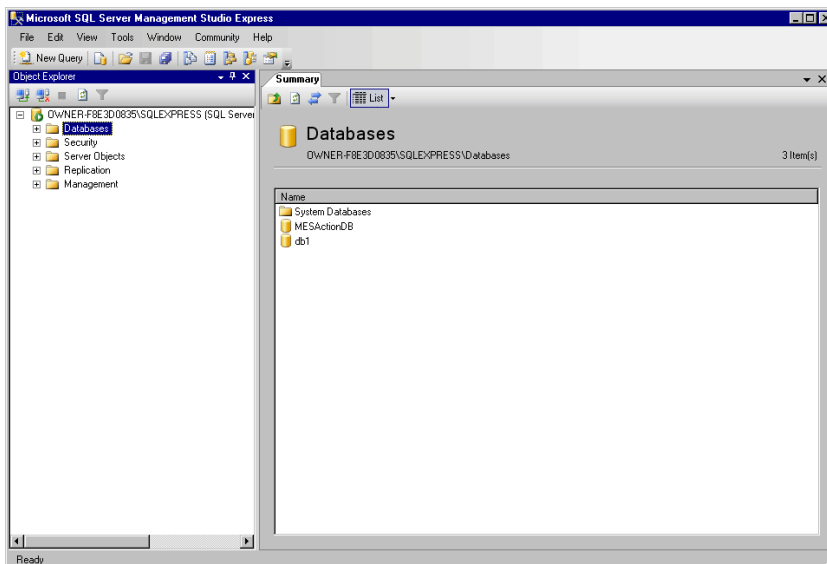 Microsoft SQL Server Management Studio Express
File Edit View Tools Window Community Help
New Query
Object Explorer
OWNER-F8E3D0835\SQLEXPRESS (SQL Server
Databases
Security
Server Objects
Replication
Management
Summary
List
Databases
OWNER-F8E3D0835\SQLEXPRESS\Databases
3 Item(s)
Name
System Databases
MESActionDB
db1
Ready